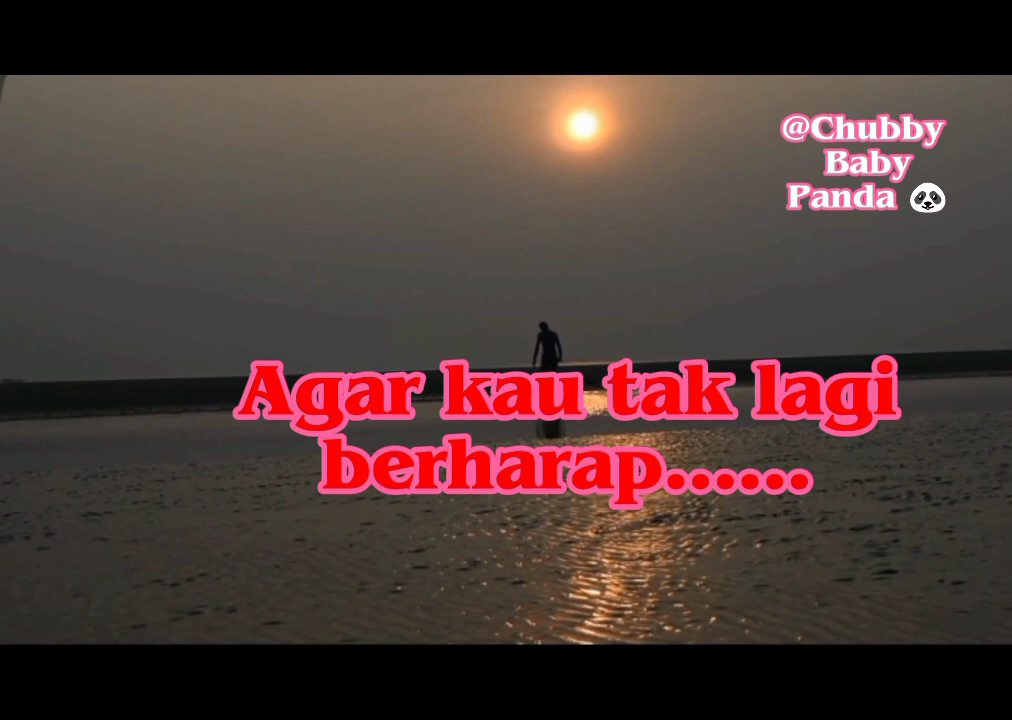 @Chubby
Baby
Panda 🐼
Agar kau tak lagi
berharap......